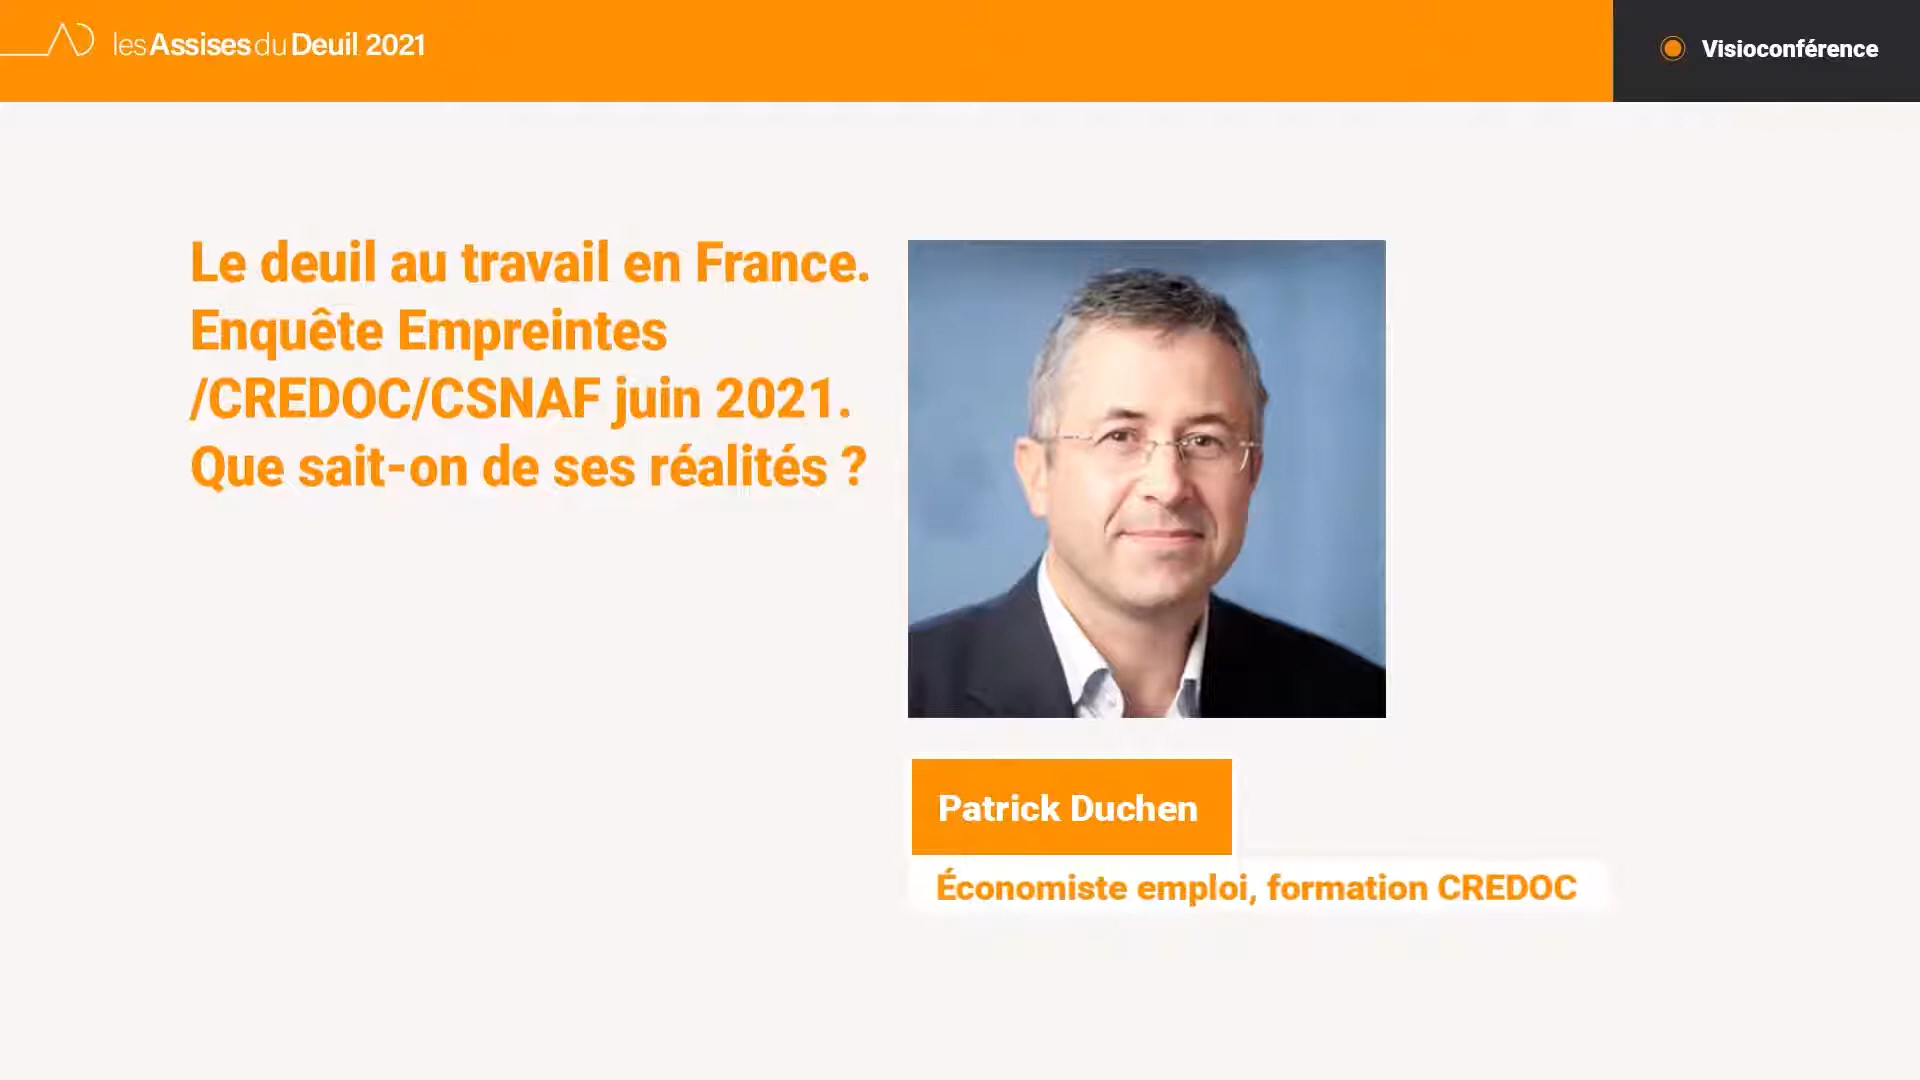 les Assises du Deuil 2021
Visioconférence
Le deuil au travail en France.
Enquête Empreintes
/CREDOC/CSNAF juin 2021.
Que sait-on de ses réalités ?
Patrick Duchen
Économiste emploi, formation CREDOC